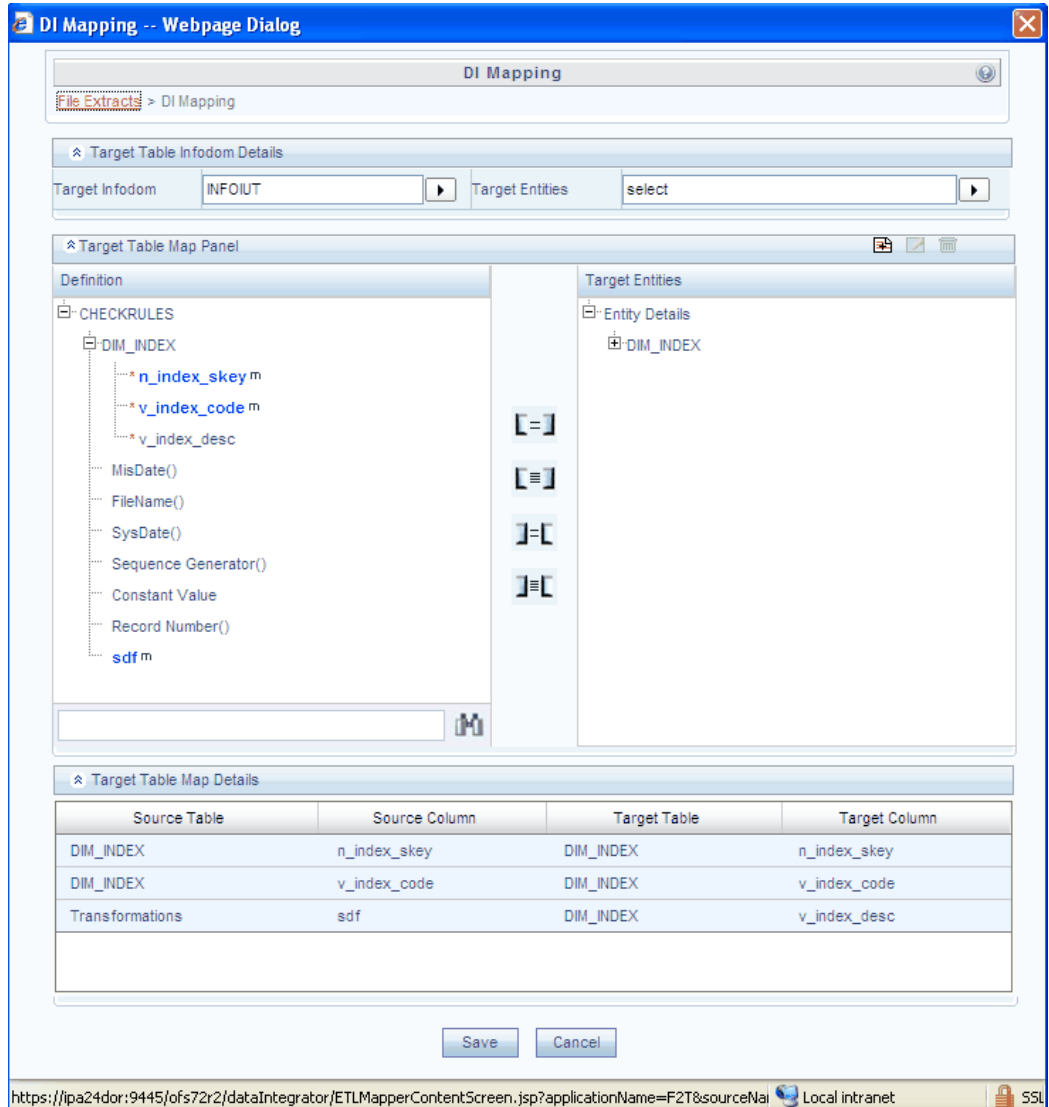 DI Mapping -- Webpage Dialog
DI Mapping
File Extracts > DI Mapping
Target Table Infodom Details
Target Infodom INFOIUT Target Entities select
Target Table Map Panel
Definition
CHECKRULES
DIM_INDEX
* n_index_skey m
* v_index_code m
* v_index_desc
MisDate()
FileName()
SysDate()
Sequence Generator()
Constant Value
Record Number()
sdf m
Target Entities
Entity Details
DIM_INDEX
Target Table Map Details
Source Table Source Column Target Table Target Column
DIM_INDEX n_index_skey DIM_INDEX n_index_skey
DIM_INDEX v_index_code DIM_INDEX v_index_code
Transformations sdf DIM_INDEX v_index_desc
Save Cancel
https://ipa24dor:9445/ofs72r2/dataIntegrator/ETLMapperContentScreen.jsp?applicationName=F2T&sourceNai Local intranet SSL